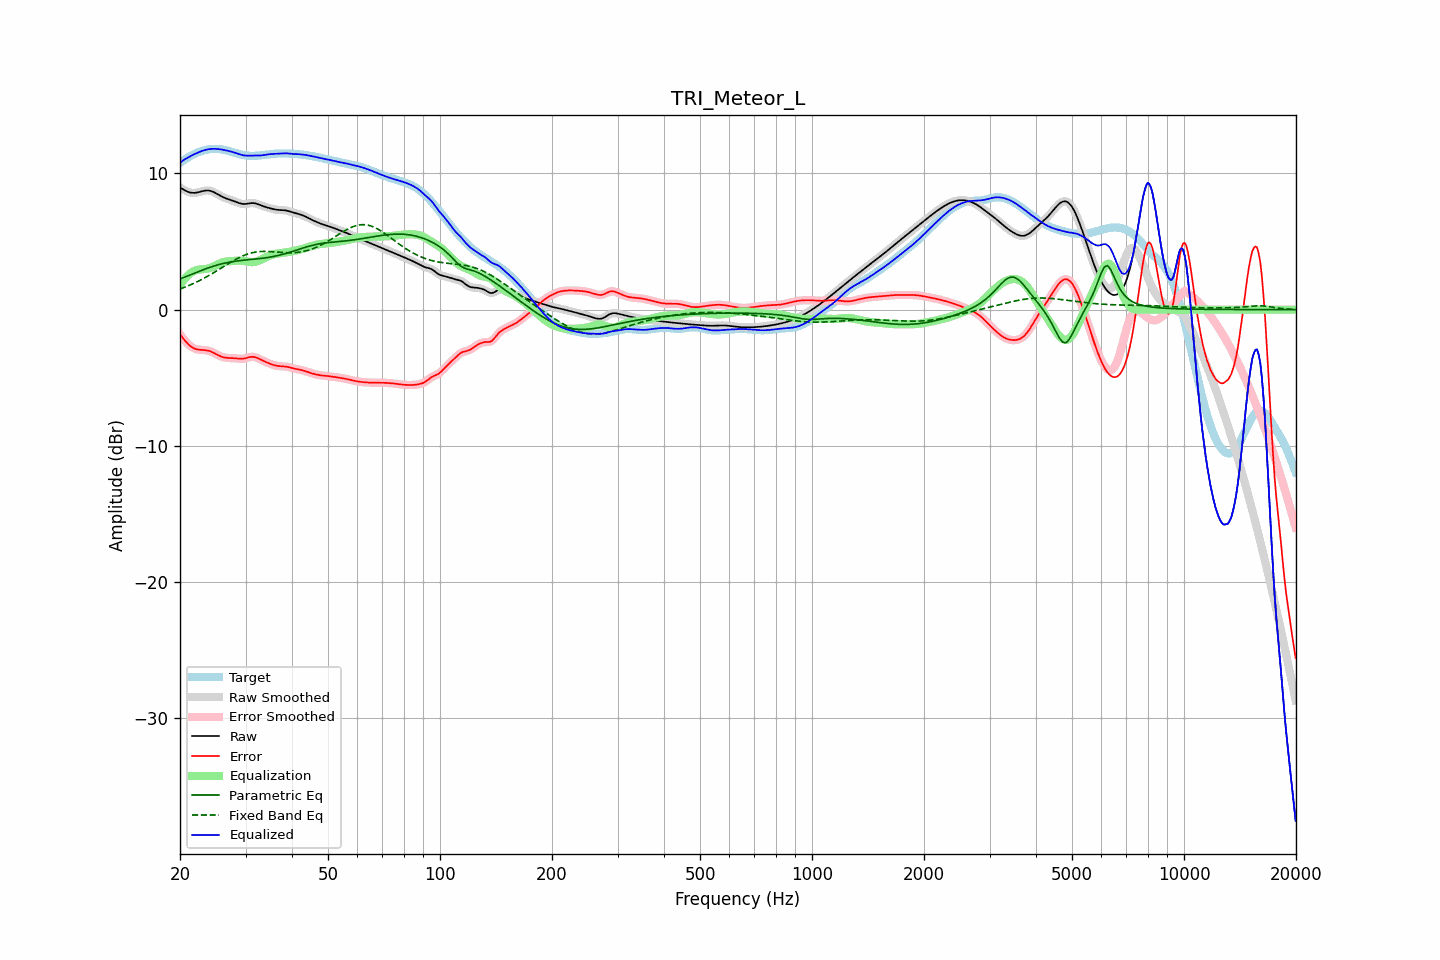 TRI_Meteor_L
10
0
−10
−20
−30
Amplitude (dBr)
Target
Raw Smoothed
Error Smoothed
Raw
Error
Equalization
Parametric Eq
Fixed Band Eq
Equalized
20
50
100
200
500
1000
2000
5000
10000
20000
Frequency (Hz)